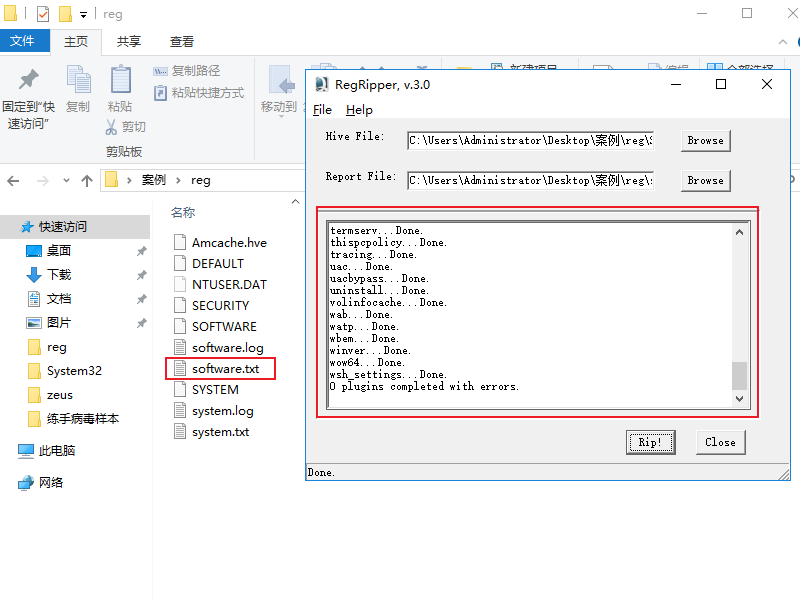 reg
文件
主页
共享
查看
固定到"快
速访问"
复制
粘贴
复制路径
粘贴快捷方式
剪切
移动到
剪贴板
案例
reg
快速访问
桌面
下载
文档
图片
reg
System32
zeus
练手病毒样本
此电脑
网络
名称
Amcache.hve
DEFAULT
NTUSER.DAT
SECURITY
SOFTWARE
software.log
software.txt
SYSTEM
system.log
system.txt
RegRipper, v.3.0
File Help
Hive File: C:\Users\Administrator\Desktop\案例\reg\S Browse
Report File: C:\Users\Administrator\Desktop\案例\reg\s Browse
termserv...Done.
thispcpolicy...Done.
tracing...Done.
uac...Done.
uacbypass...Done.
uninstall...Done.
volinfocache...Done.
wab...Done.
watp...Done.
wbem...Done.
winver...Done.
wow64...Done.
wsh_settings...Done.
0 plugins completed with errors.
Rip! Close
Done.